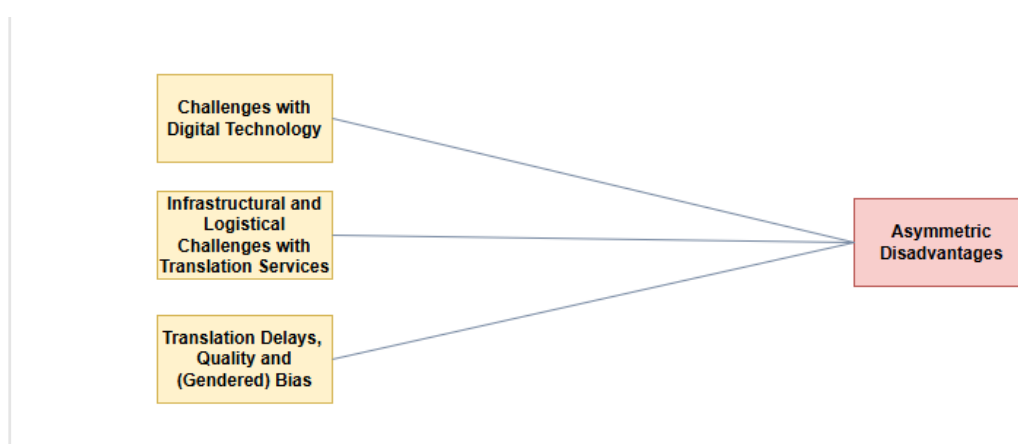 Challenges with
Digital Technology
Infrastructural and
Logistical
Challenges with
Translation Services
Translation Delays,
Quality and
(Gendered) Bias
Asymmetric
Disadvantages